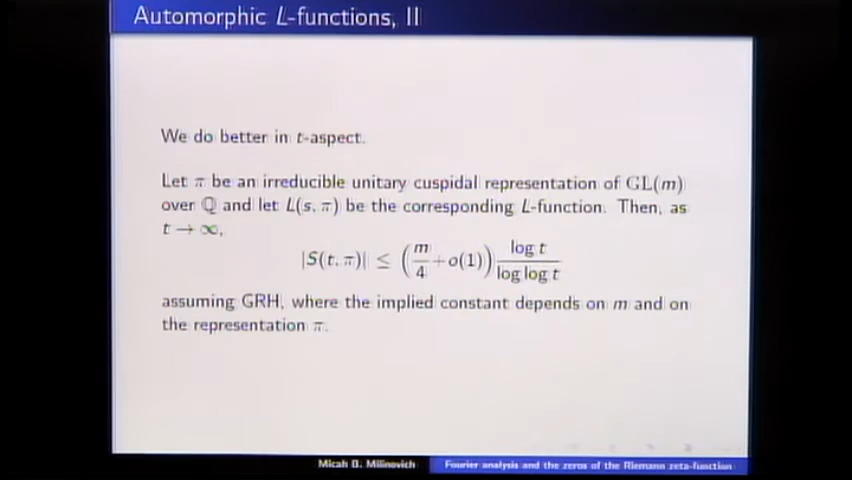 Automorphic L-functions, II
We do better in t-aspect.
Let π be an irreducible unitary cuspidal representation of GL(m)
over ℚ and let L(s, π) be the corresponding L-function. Then, as
t → ∞,
|S(t, π)| ≤ (m/4 + o(1)) log t / log log t
assuming GRH, where the implied constant depends on m and on
the representation π.
Micah B. Milinovich Fourier analysis and the zeros of the Riemann zeta-function